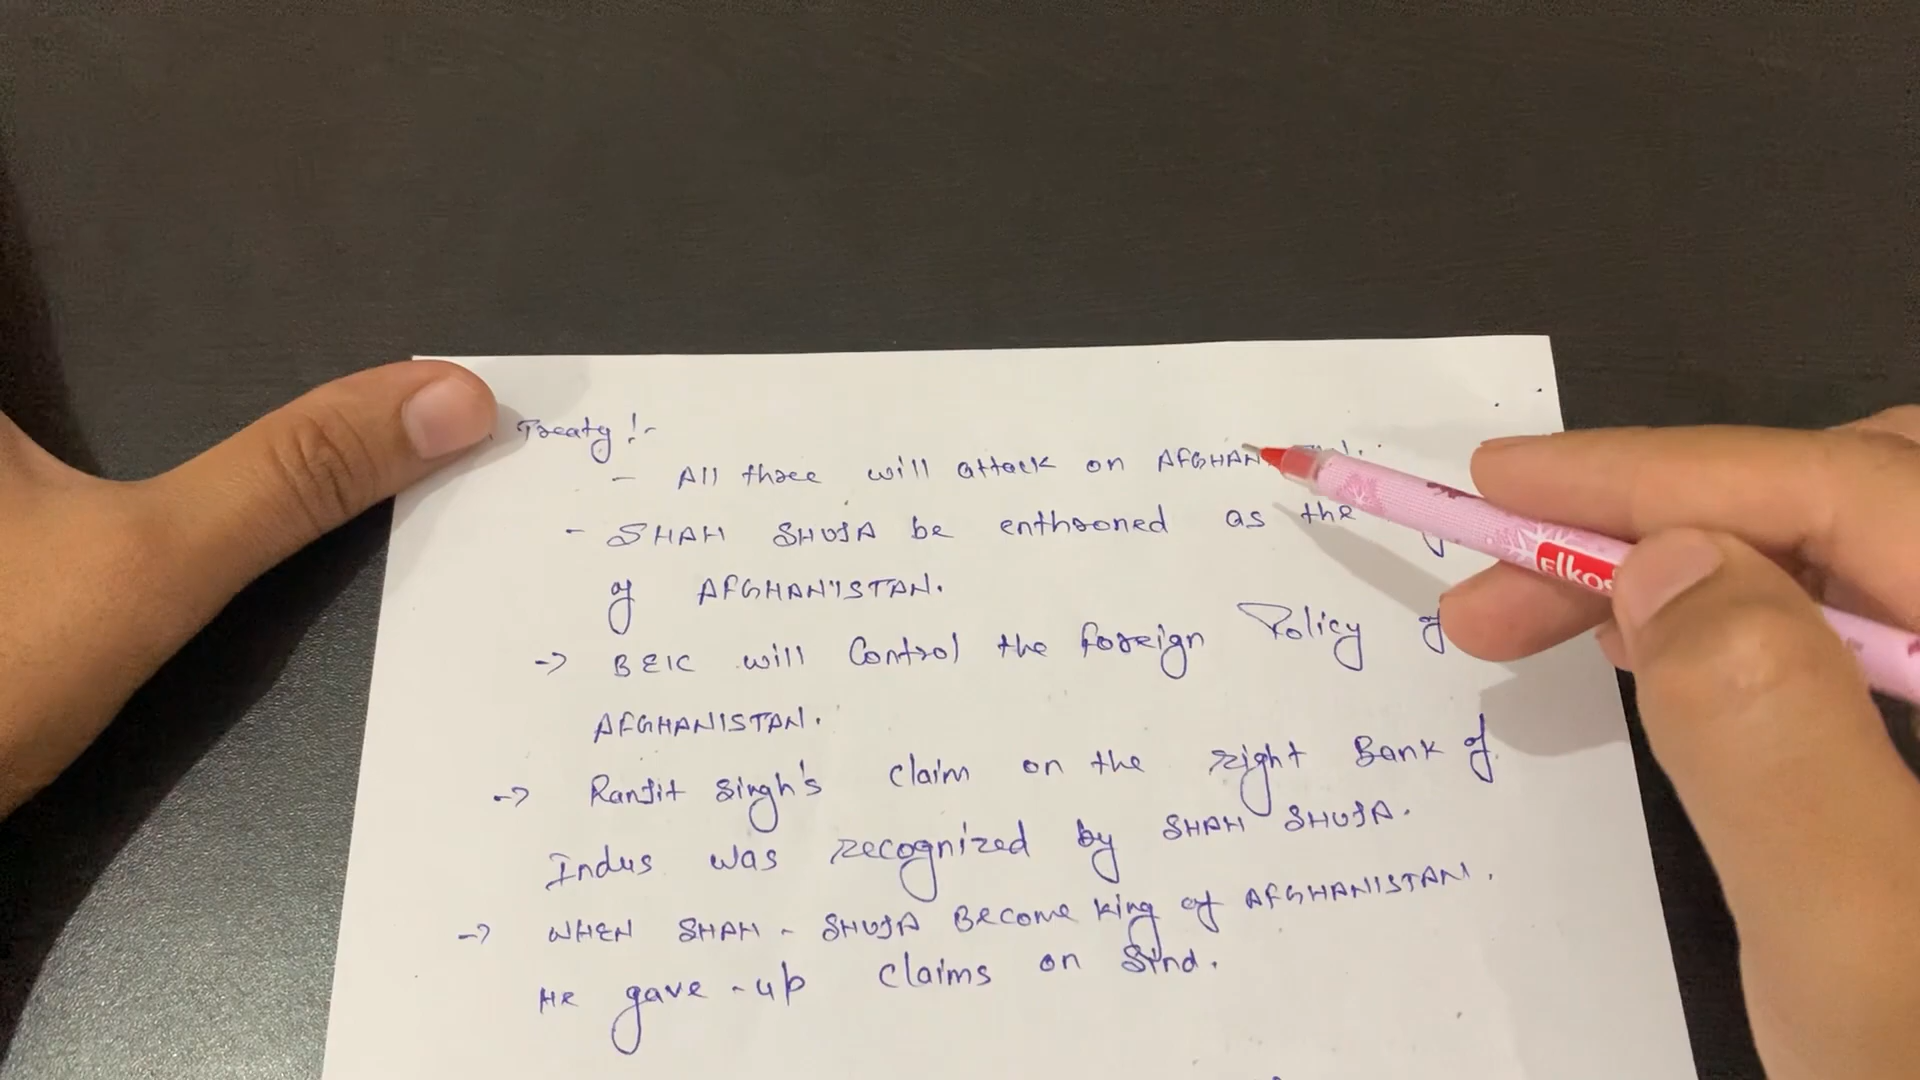 Treaty :-
- All three will attack on
- SHAH SHUJA be enthroned as the
of AFGHANISTAN.
-> BEIC will Control the foreign Policy of
AFGHANISTAN.
-> Ranjit Singh's claim on the right Bank of
Indus was recognized by SHAH SHUJA.
-> WHEN SHAH - SHUJA Become King of AFGHANISTAN.
He gave-up claims on Sind.
Elkos